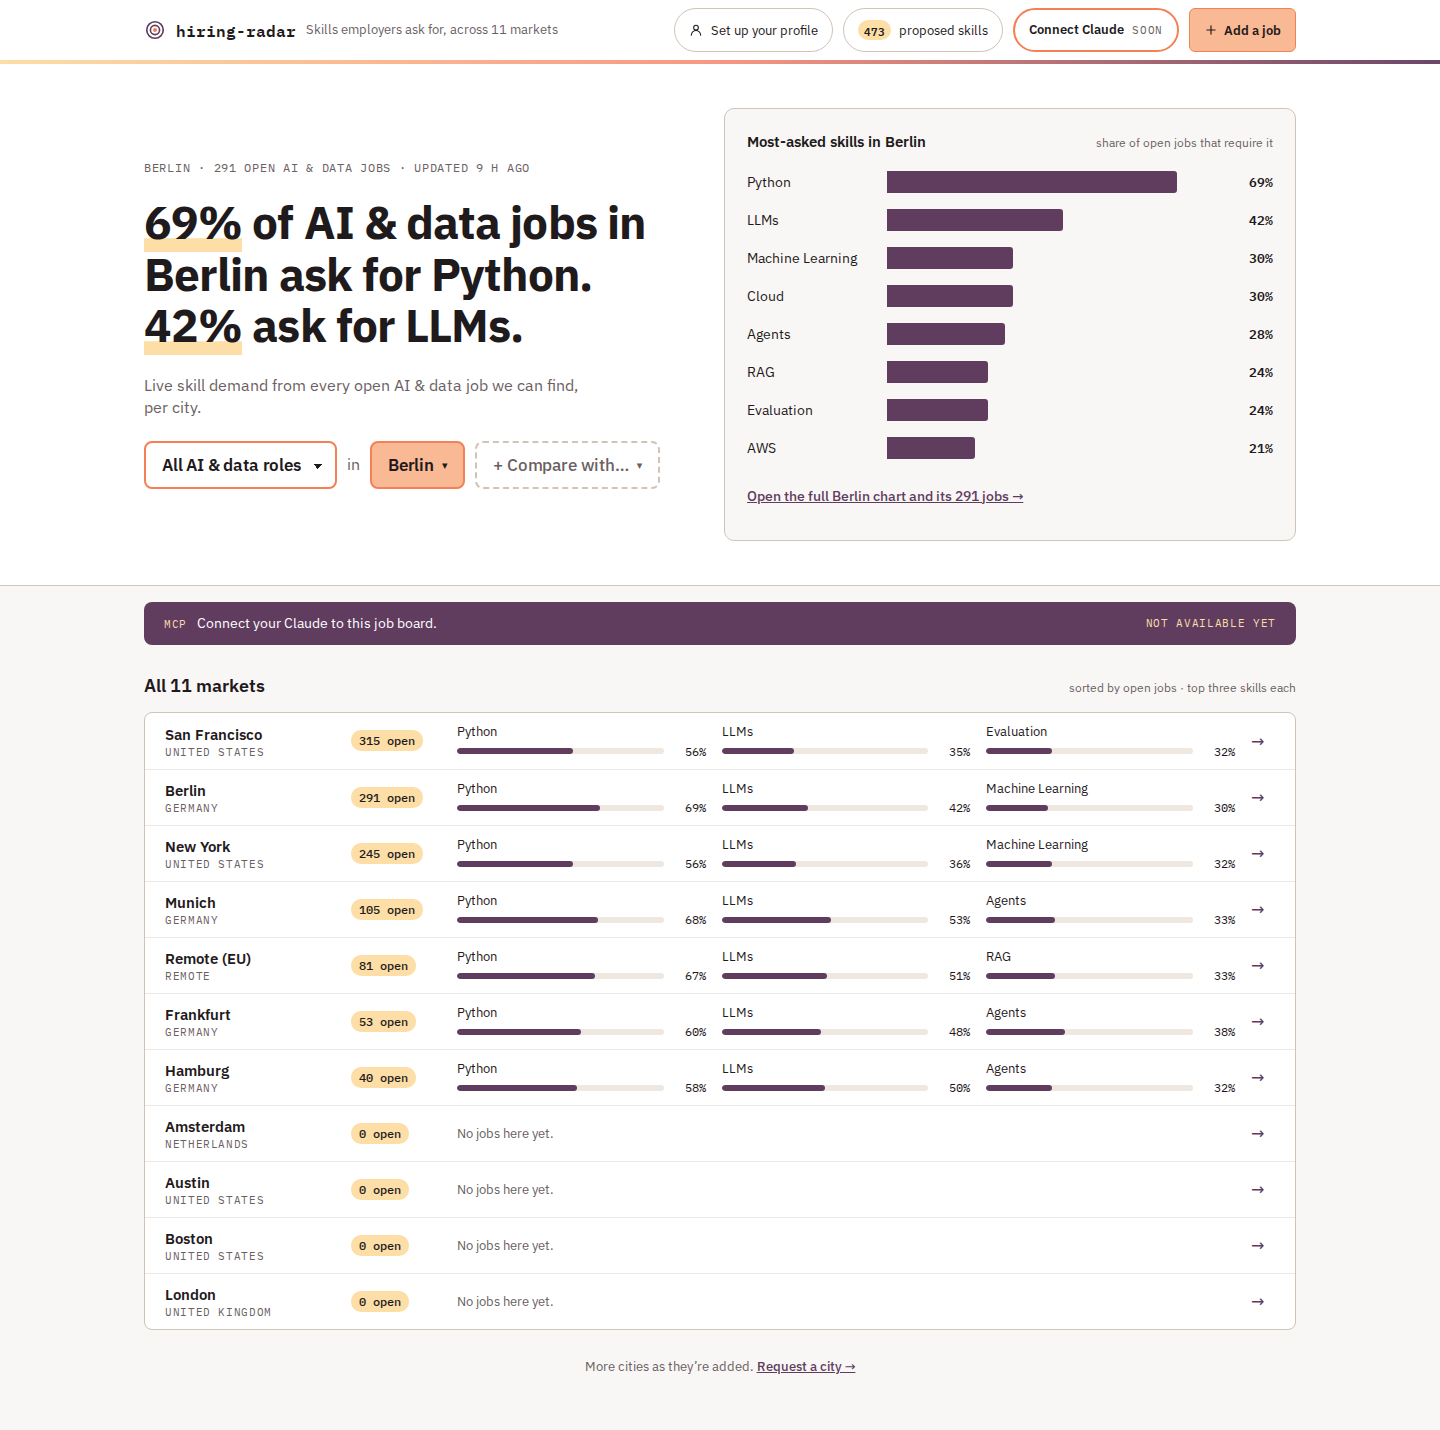 hiring-radar Skills employers ask for, across 11 markets
Set up your profile
473 proposed skills
Connect Claude SOON
+ Add a job
BERLIN · 291 OPEN AI & DATA JOBS · UPDATED 9 H AGO
69% of AI & data jobs in
Berlin ask for Python.
42% ask for LLMs.
Live skill demand from every open AI & data job we can find,
per city.
All AI & data roles in Berlin + Compare with...
Most-asked skills in Berlin share of open jobs that require it
Python 69%
LLMs 42%
Machine Learning 30%
Cloud 30%
Agents 28%
RAG 24%
Evaluation 24%
AWS 21%
Open the full Berlin chart and its 291 jobs →
MCP Connect your Claude to this job board. NOT AVAILABLE YET
All 11 markets sorted by open jobs · top three skills each
San Francisco
UNITED STATES
315 open
Python 56%
LLMs 35%
Evaluation 32%
→
Berlin
GERMANY
291 open
Python 69%
LLMs 42%
Machine Learning 30%
→
New York
UNITED STATES
245 open
Python 56%
LLMs 36%
Machine Learning 32%
→
Munich
GERMANY
105 open
Python 68%
LLMs 53%
Agents 33%
→
Remote (EU)
REMOTE
81 open
Python 67%
LLMs 51%
RAG 33%
→
Frankfurt
GERMANY
53 open
Python 60%
LLMs 48%
Agents 38%
→
Hamburg
GERMANY
40 open
Python 58%
LLMs 50%
Agents 32%
→
Amsterdam
NETHERLANDS
0 open
No jobs here yet.
→
Austin
UNITED STATES
0 open
No jobs here yet.
→
Boston
UNITED STATES
0 open
No jobs here yet.
→
London
UNITED KINGDOM
0 open
No jobs here yet.
→
More cities as they're added. Request a city →